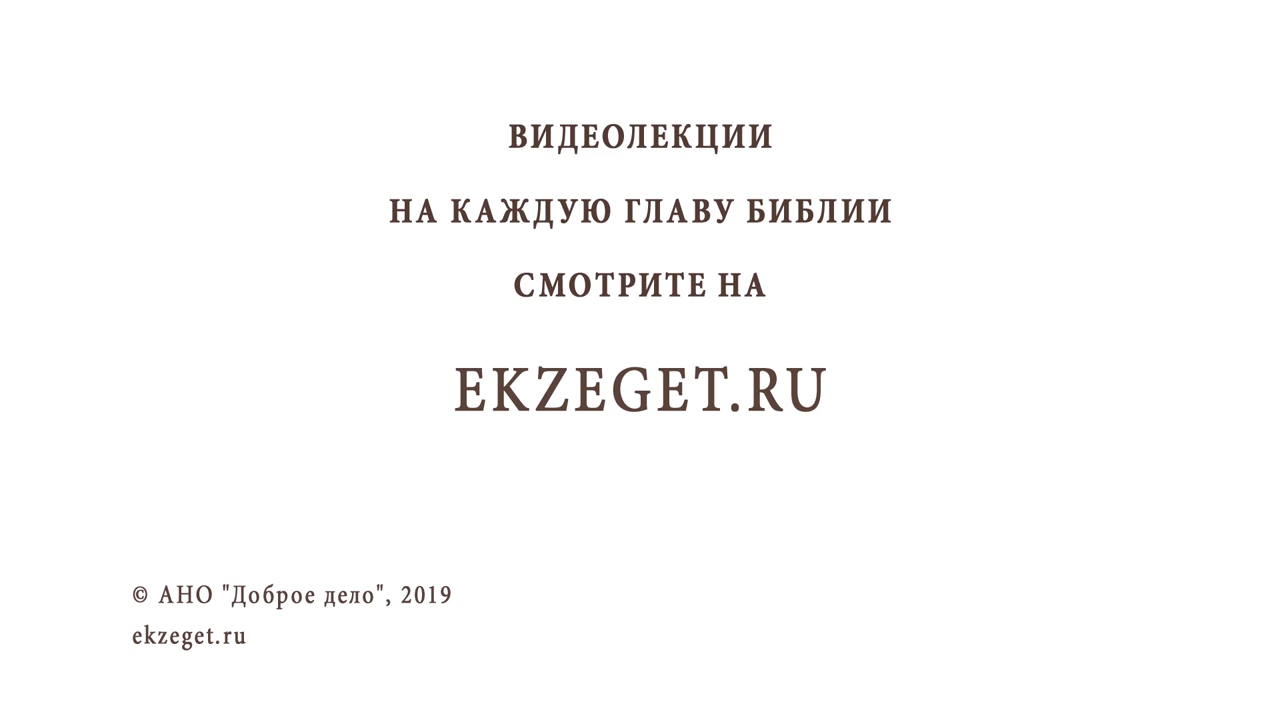 ВИДЕОЛЕКЦИИ
НА КАЖДУЮ ГЛАВУ БИБЛИИ
СМОТРИТЕ НА
EKZEGET.RU
© АНО "Доброе дело", 2019
ekzeget.ru